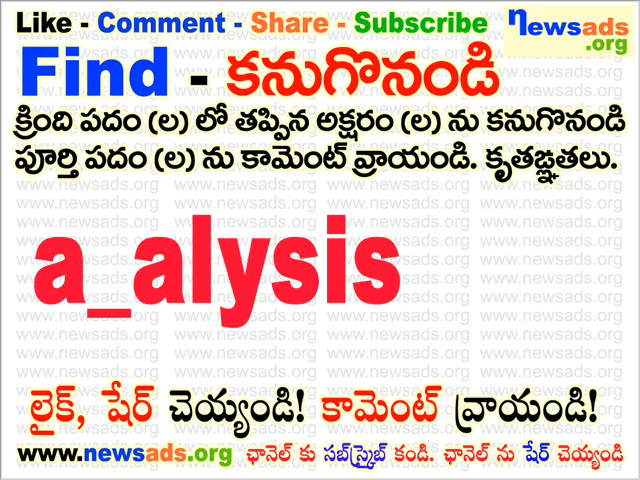 Like - Comment - Share - Subscribe
newsads
.org
Find - కనుగొనండి
క్రింది పదం (ల) లో తప్పిన అక్షరం (ల) ను కనుగొనండి
పూర్తి పదం (ల) ను కామెంట్ వ్రాయండి. కృతఙ్ఞతలు.
a_alysis
లైక్, షేర్ చెయ్యండి! కామెంట్ వ్రాయండి!
www.newsads.org ఛానెల్ కు సబ్‌స్క్రైబ్ కండి. ఛానెల్ ను షేర్ చెయ్యండి